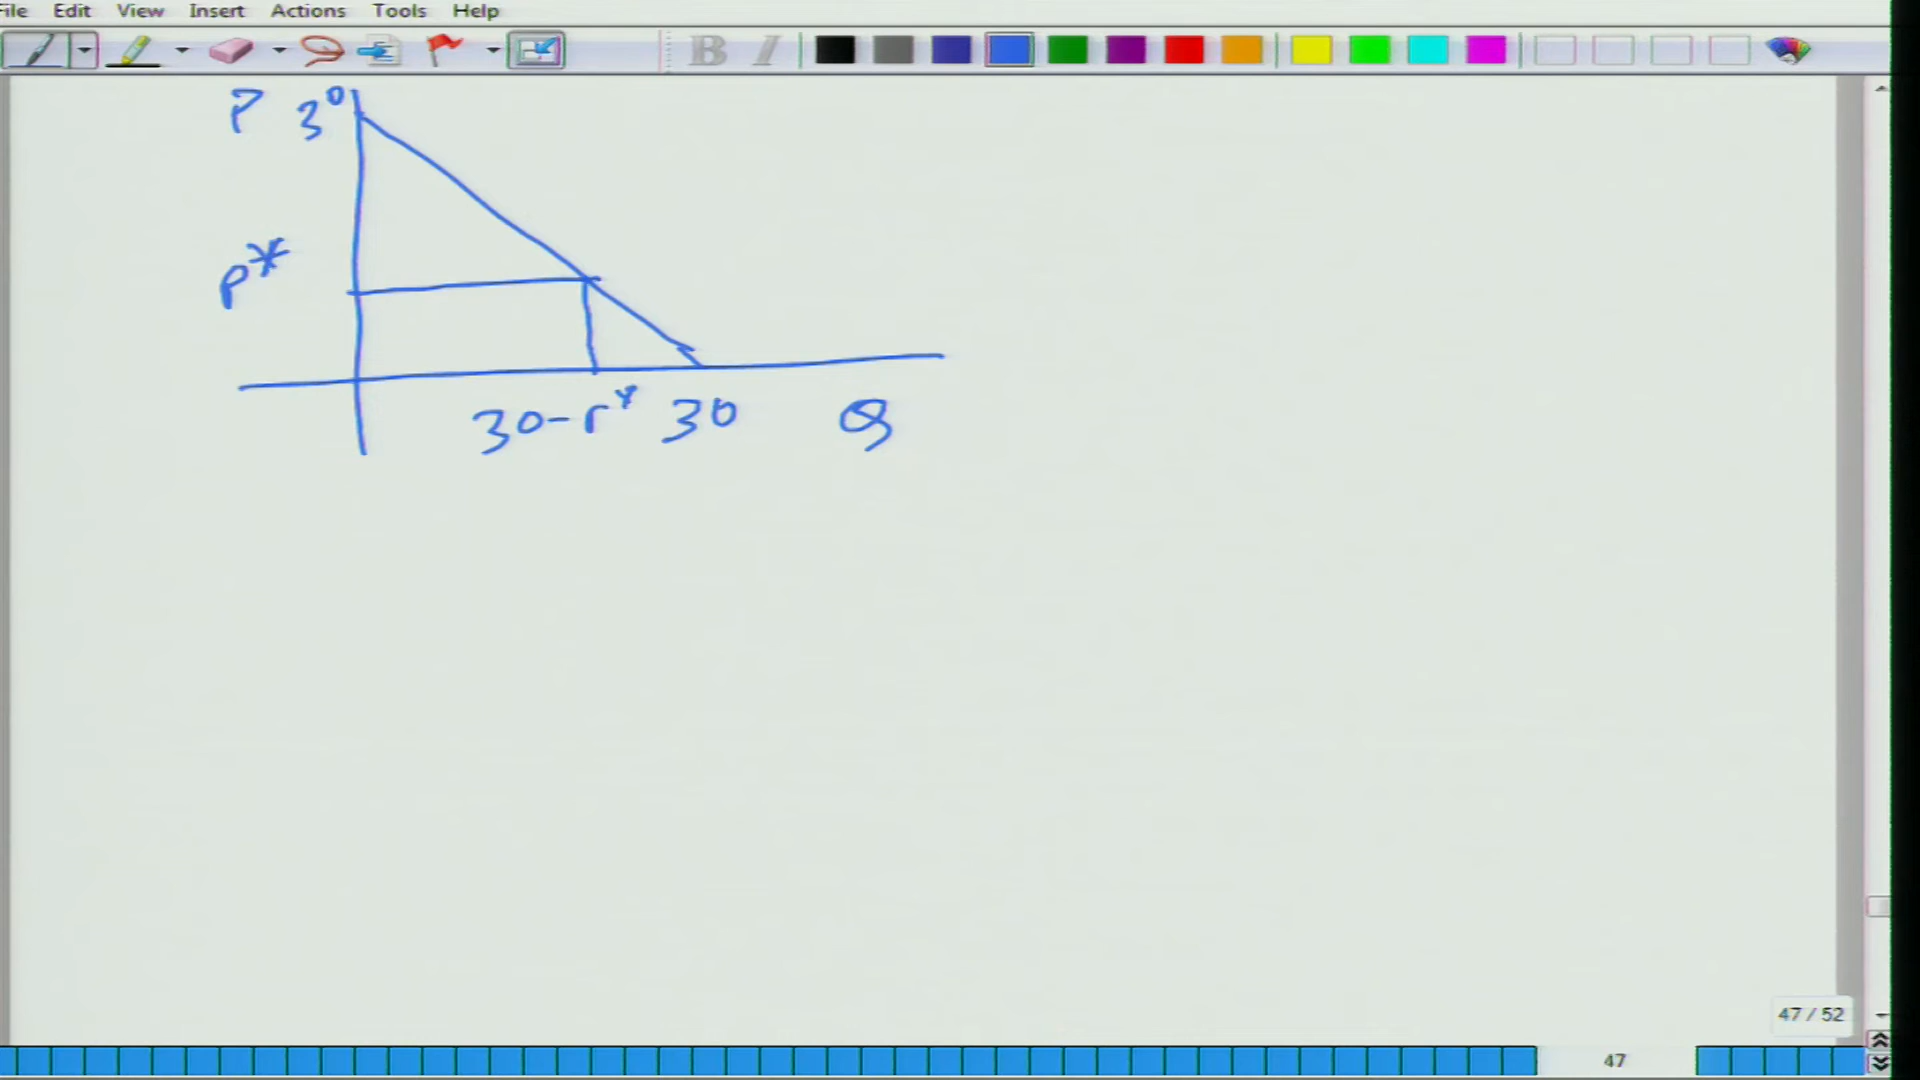 File Edit View Insert Actions Tools Help
B I
P 30
P*
30-r* 30 Q
47 / 52
47